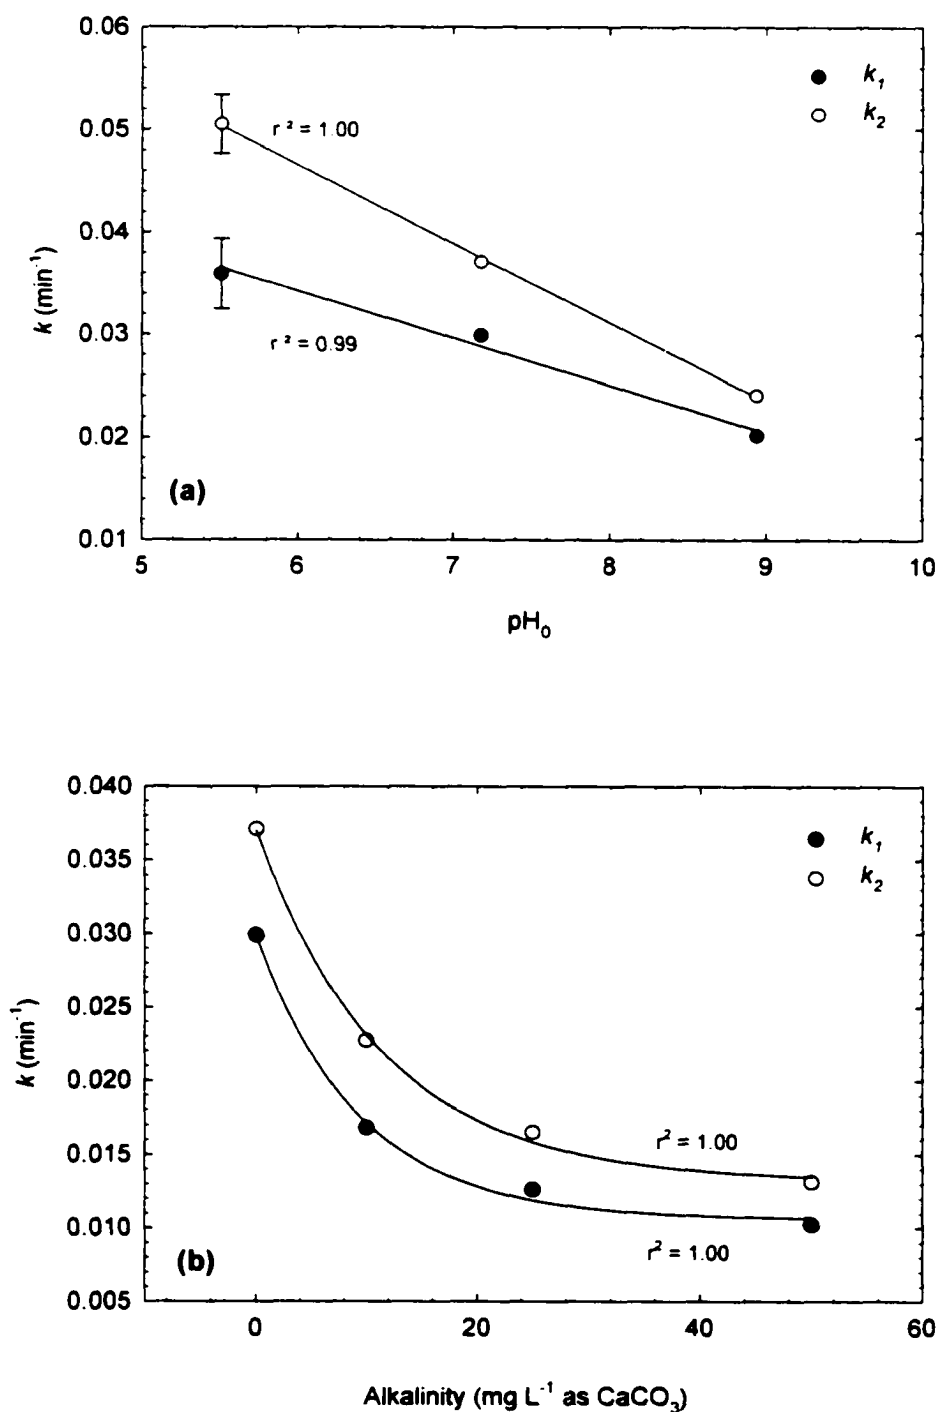 0.06
k₁
k₂
0.05
r² = 1.00
0.04
k (min⁻¹)
0.03
r² = 0.99
0.02
(a)
0.01
5 6 7 8 9 10
pH₀
0.040
k₁
0.035
k₂
0.030
0.025
k (min⁻¹)
0.020
0.015
r² = 1.00
0.010
r² = 1.00
(b)
0.005
0 20 40 60
Alkalinity (mg L⁻¹ as CaCO₃)